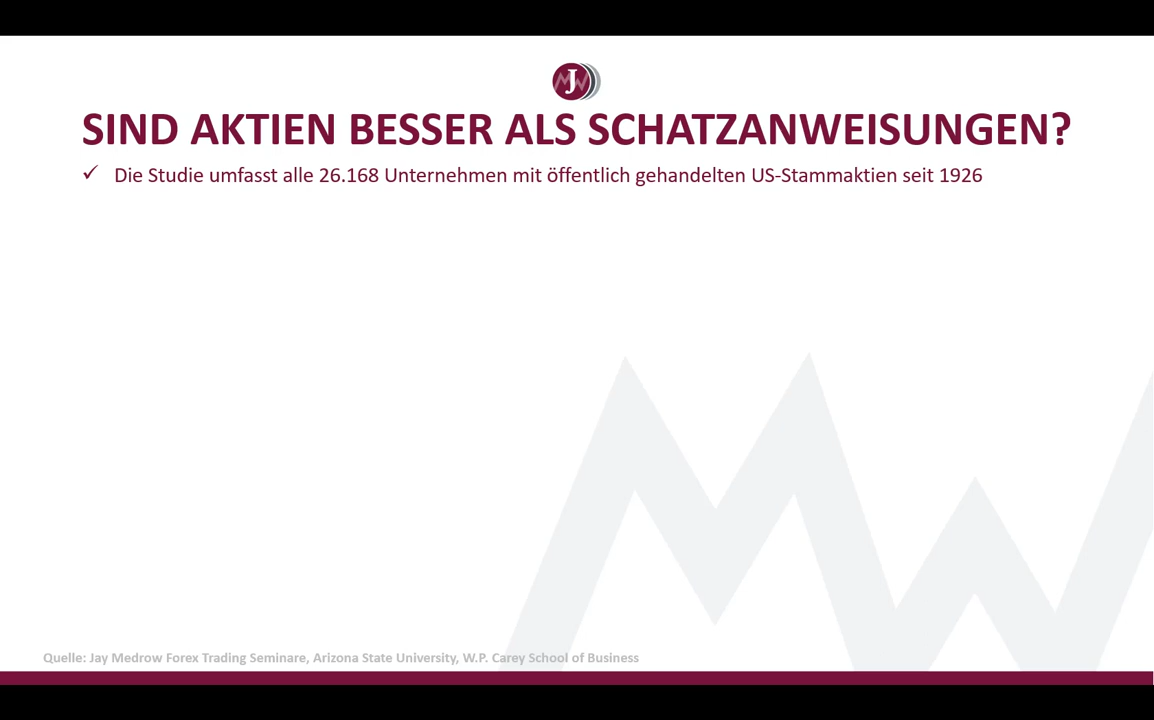 J
SIND AKTIEN BESSER ALS SCHATZANWEISUNGEN?
✓ Die Studie umfasst alle 26.168 Unternehmen mit öffentlich gehandelten US-Stammaktien seit 1926
Quelle: Jay Medrow Forex Trading Seminare, Arizona State University, W.P. Carey School of Business